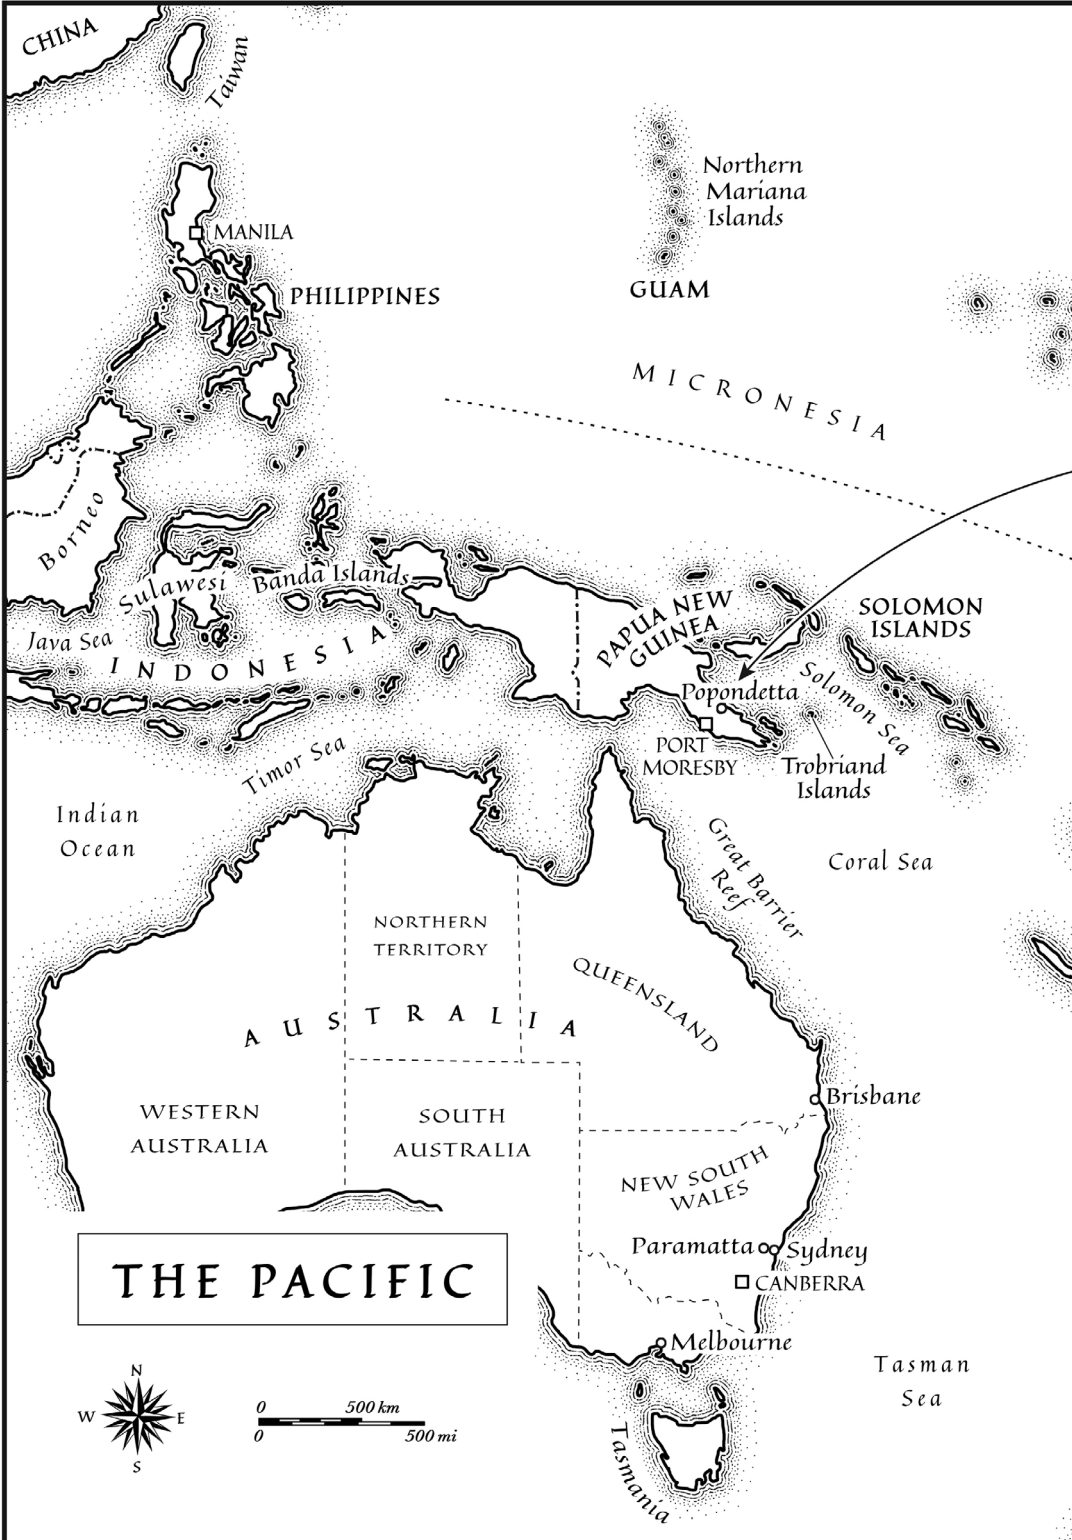 CHINA
Taiwan
Northern
Mariana
Islands
MANILA
GUAM
PHILIPPINES
MICRONESIA
Borneo
Sulawesi
Banda Islands
PAPUA NEW
GUINEA
SOLOMON
ISLANDS
Java Sea
INDONESIA
Popondetta
Solomon Sea
PORT
MORESBY
Trobriand
Islands
Timor Sea
Indian
Ocean
Great Barrier
Reef
Coral Sea
NORTHERN
TERRITORY
QUEENSLAND
AUSTRALIA
Brisbane
WESTERN
AUSTRALIA
SOUTH
AUSTRALIA
NEW SOUTH
WALES
Paramatta
Sydney
CANBERRA
THE PACIFIC
Melbourne
Tasman
Sea
N
W
E
S
0
500 km
0
500 mi
Tasmania